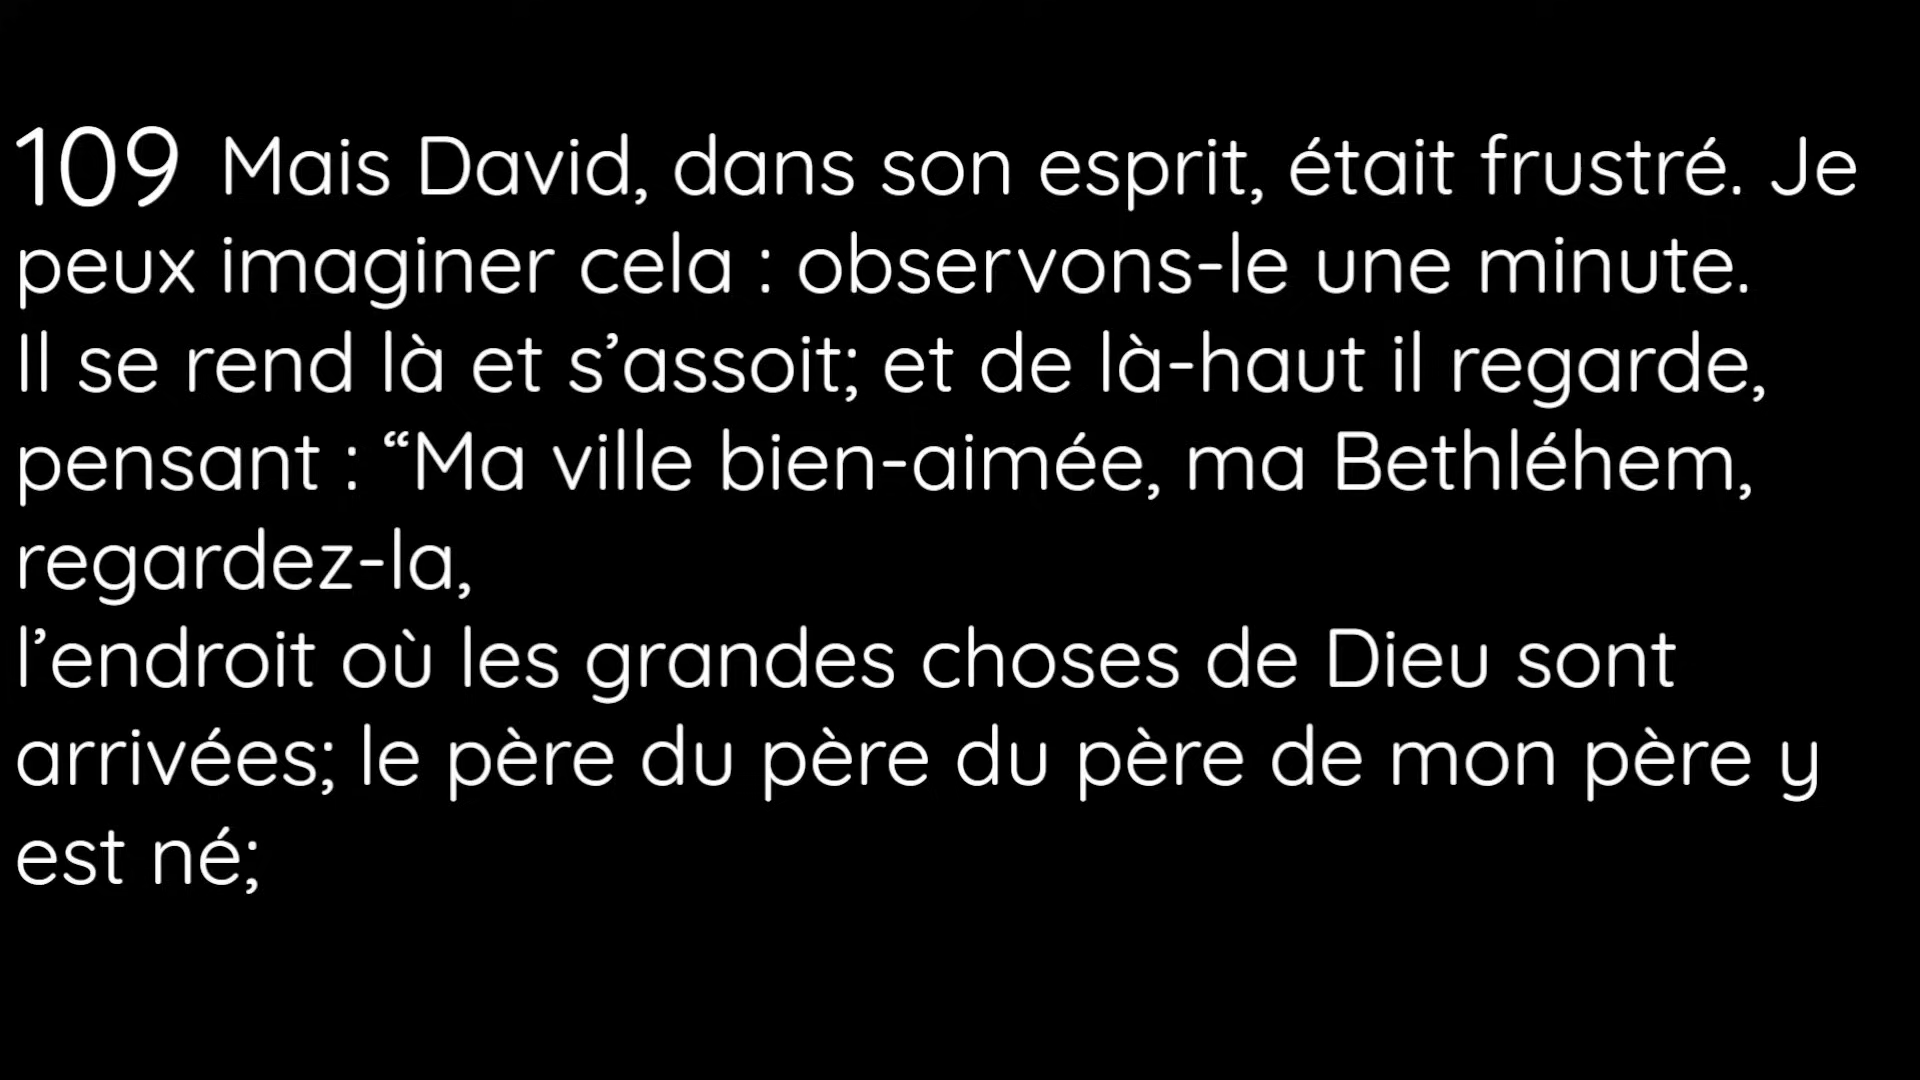 109 Mais David, dans son esprit, était frustré. Je
peux imaginer cela : observons-le une minute.
Il se rend là et s’assoit; et de là-haut il regarde,
pensant : “Ma ville bien-aimée, ma Bethléhem,
regardez-la,
l’endroit où les grandes choses de Dieu sont
arrivées; le père du père du père de mon père y
est né;